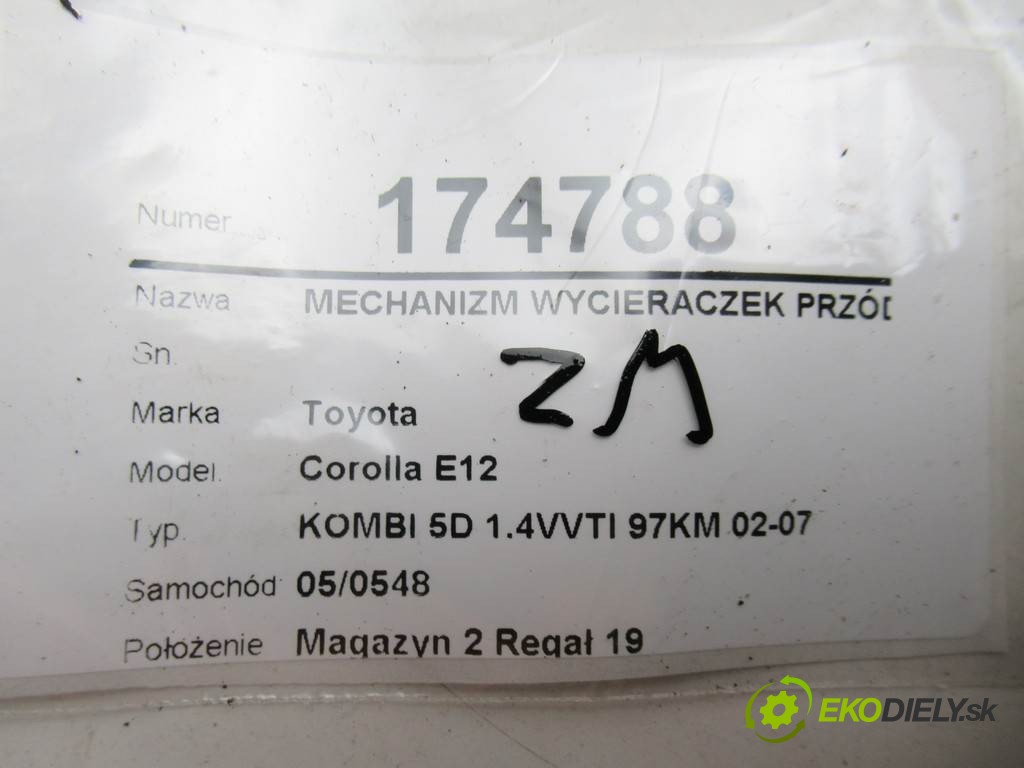 Numer 174788
Nazwa MECHANIZM WYCIERACZEK PRZÓD
Sn.
ZM
Marka Toyota
Model. Corolla E12
Typ. KOMBI 5D 1.4VVTI 97KM 02-07
Samochód 05/0548
Położenie Magazyn 2 Regał 19
EKODIELY.sk